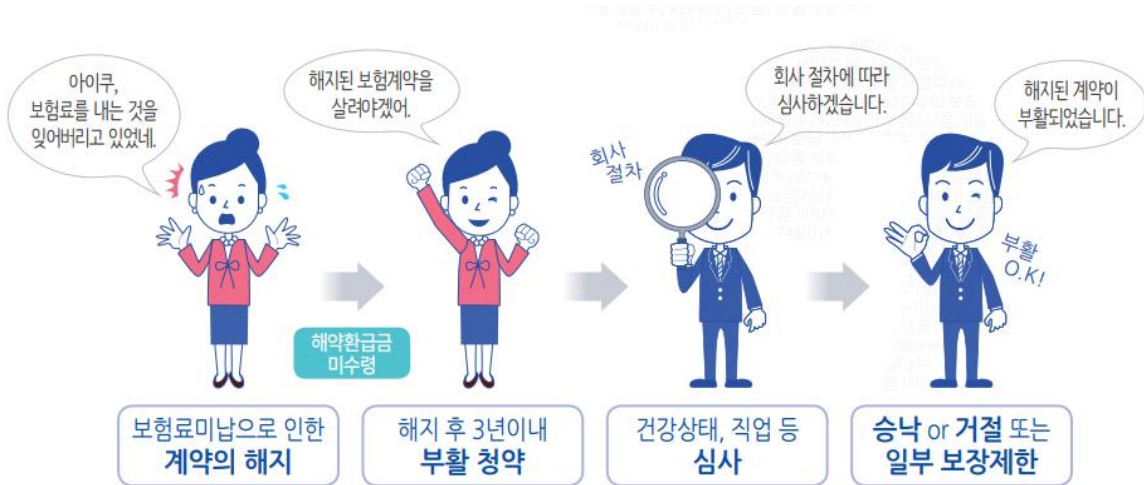 아이쿠,
보험료를 내는 것을
잊어버리고 있었네.
해지된 보험계약을
살려야겠어.
회사 절차에 따라
심사하겠습니다.
해지된 계약이
부활되었습니다.
회사
절차
부활
O.K!
해약환급금
미수령
보험료미납으로 인한
계약의 해지
해지 후 3년이내
부활 청약
건강상태, 직업 등
심사
승낙 or 거절 또는
일부 보장제한